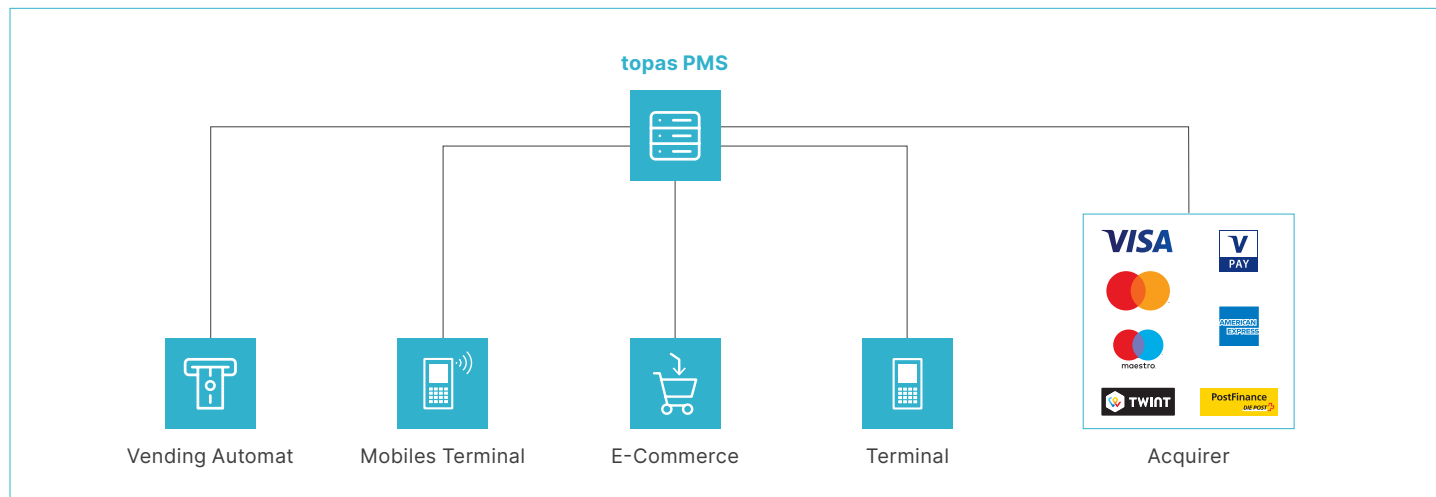 topas PMS
VISA
V
PAY
AMERICAN
EXPRESS
maestro
TWINT
PostFinance
DIE POST
Vending Automat
Mobiles Terminal
E-Commerce
Terminal
Acquirer